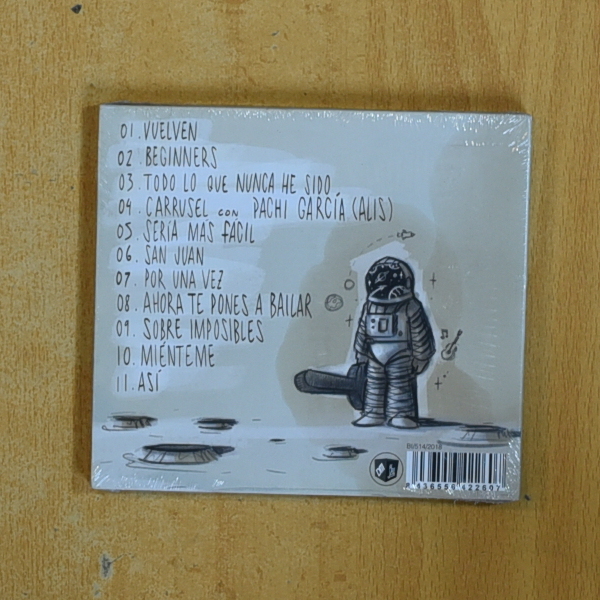 01. VUELVEN
02. BEGINNERS
03. TODO LO QUE NUNCA HE SIDO
04. CARRUSEL CON PACHI GARCÍA (ALIS)
05. SERÍA MÁS FÁCIL
06. SAN JUAN
07. POR UNA VEZ
08. AHORA TE PONES A BAILAR
09. SOBRE IMPOSIBLES
10. MIÉNTEME
11. ASÍ